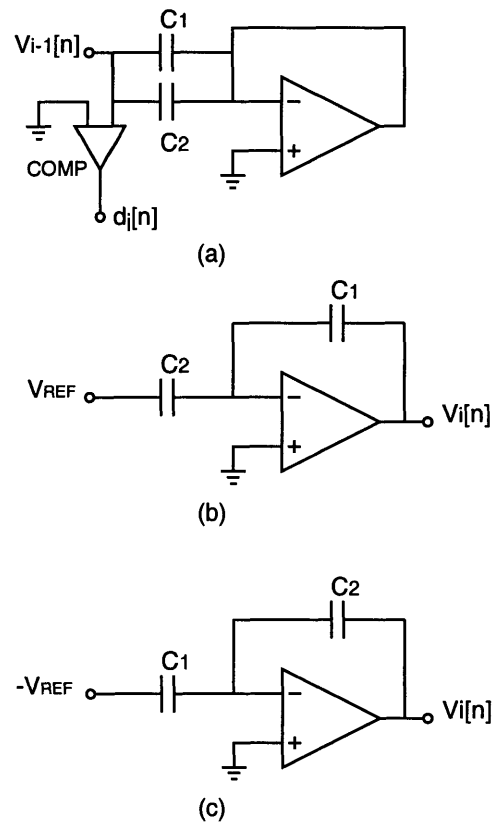 C1
Vi-1[n]
−
C2
+
COMP
di[n]
(a)
C1
C2
VREF
−
Vi[n]
+
(b)
C2
C1
-VREF
−
Vi[n]
+
(c)